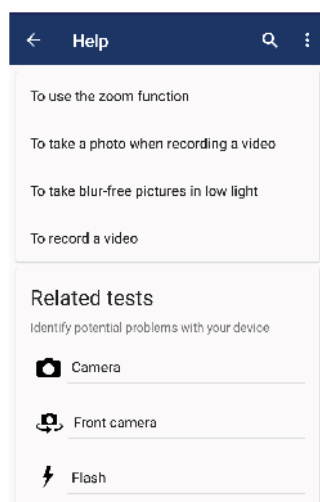 Help
To use the zoom function
To take a photo when recording a video
To take blur-free pictures in low light
To record a video
Related tests
Identify potential problems with your device
Camera
Front camera
Flash